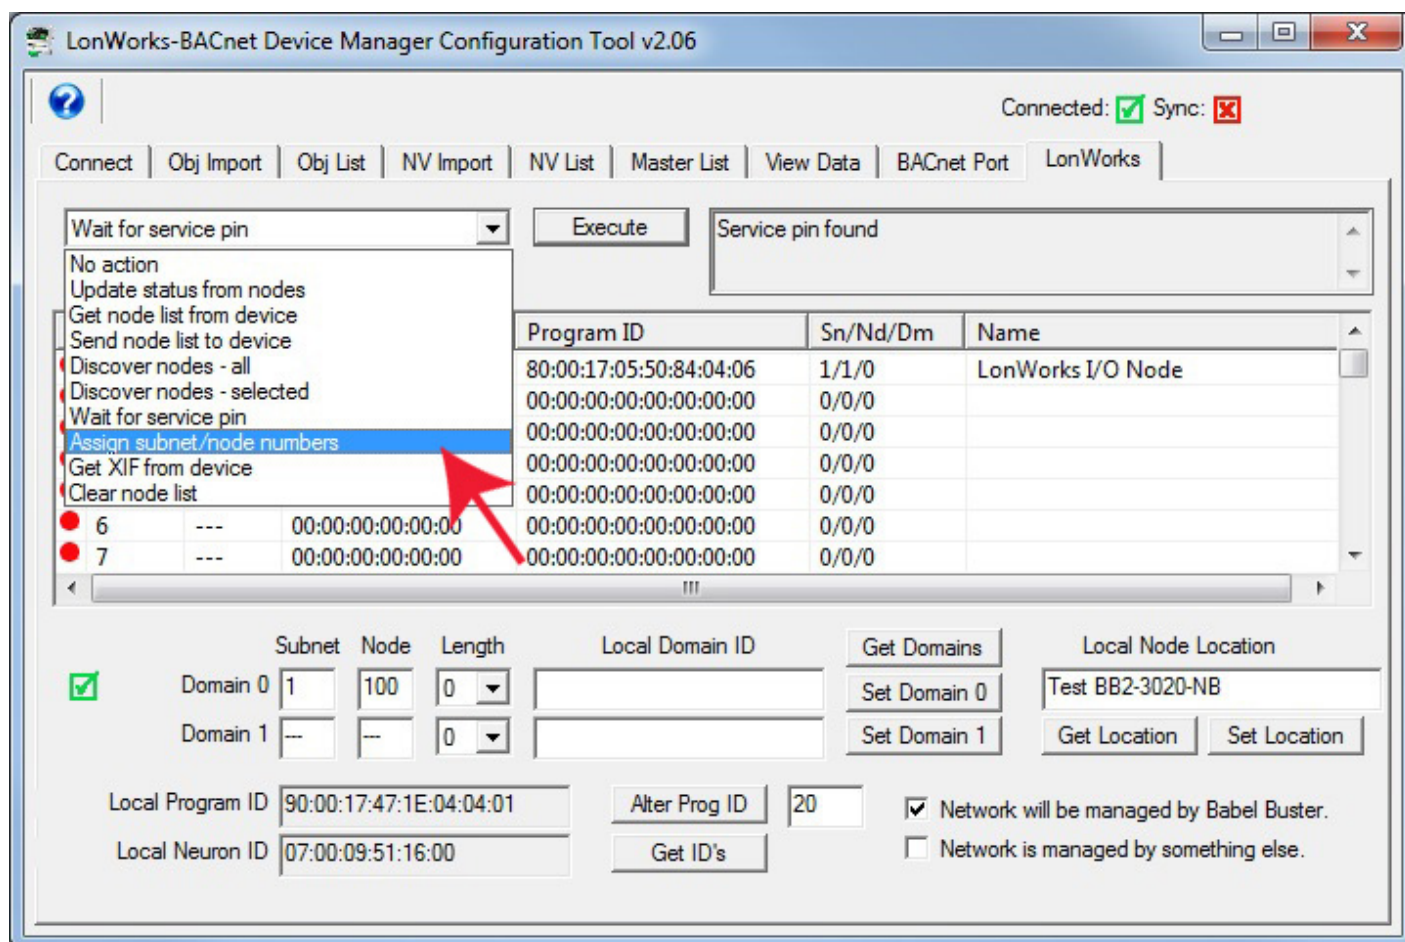 LonWorks-BACnet Device Manager Configuration Tool v2.06
Connected: Sync:
Connect Obj Import Obj List NV Import NV List Master List View Data BACnet Port LonWorks
Wait for service pin Execute Service pin found
No action
Update status from nodes
Get node list from device
Send node list to device
Discover nodes - all
Discover nodes - selected
Wait for service pin
Assign subnet/node numbers
Get XIF from device
Clear node list
Program ID Sn/Nd/Dm Name
80:00:17:05:50:84:04:06 1/1/0 LonWorks I/O Node
00:00:00:00:00:00:00:00 0/0/0
00:00:00:00:00:00:00:00 0/0/0
00:00:00:00:00:00:00:00 0/0/0
00:00:00:00:00:00:00:00 0/0/0
6 --- 00:00:00:00:00:00 00:00:00:00:00:00:00:00 0/0/0
7 --- 00:00:00:00:00:00 00:00:00:00:00:00:00:00 0/0/0
Subnet Node Length Local Domain ID Get Domains Local Node Location
Domain 0 1 100 0 Set Domain 0 Test BB2-3020-NB
Domain 1 --- --- 0 Set Domain 1 Get Location Set Location
Local Program ID 90:00:17:47:1E:04:04:01 Alter Prog ID 20 Network will be managed by Babel Buster.
Local Neuron ID 07:00:09:51:16:00 Get ID's Network is managed by something else.